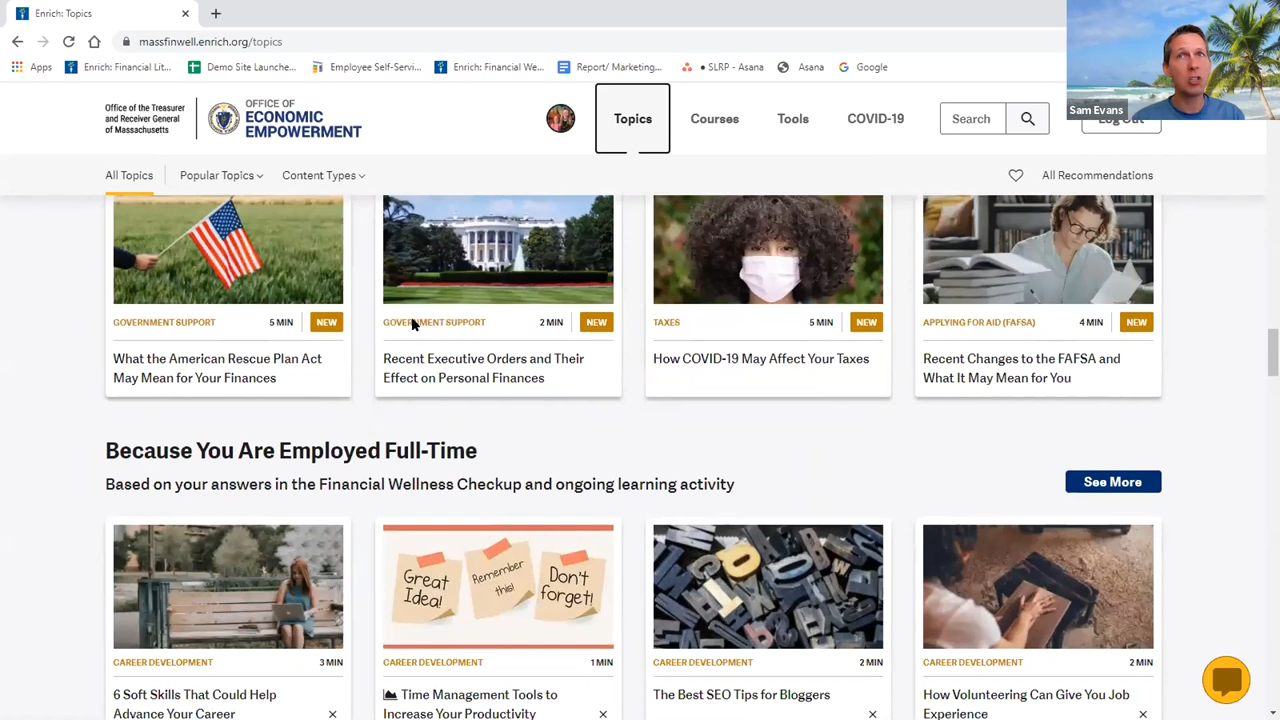 Enrich: Topics
massfinwell.enrich.org/topics
Apps
Enrich: Financial Lit...
Demo Site Launche...
Employee Self-Servi...
Enrich: Financial We...
Report/ Marketing...
• SLRP - Asana
Asana
Google
Sam Evans
Office of the Treasurer
and Receiver General
of Massachusetts
OFFICE OF
ECONOMIC
EMPOWERMENT
Topics
Courses
Tools
COVID-19
Search
Log Out
All Topics
Popular Topics
Content Types
All Recommendations
GOVERNMENT SUPPORT
5 MIN
NEW
What the American Rescue Plan Act
May Mean for Your Finances
GOVERNMENT SUPPORT
2 MIN
NEW
Recent Executive Orders and Their
Effect on Personal Finances
TAXES
5 MIN
NEW
How COVID-19 May Affect Your Taxes
APPLYING FOR AID (FAFSA)
4 MIN
NEW
Recent Changes to the FAFSA and
What It May Mean for You
Because You Are Employed Full-Time
Based on your answers in the Financial Wellness Checkup and ongoing learning activity
See More
CAREER DEVELOPMENT
3 MIN
6 Soft Skills That Could Help
Advance Your Career
Great
Idea!
Remember
this!
Don't
forget!
CAREER DEVELOPMENT
1 MIN
Time Management Tools to
Increase Your Productivity
CAREER DEVELOPMENT
2 MIN
The Best SEO Tips for Bloggers
CAREER DEVELOPMENT
2 MIN
How Volunteering Can Give You Job
Experience